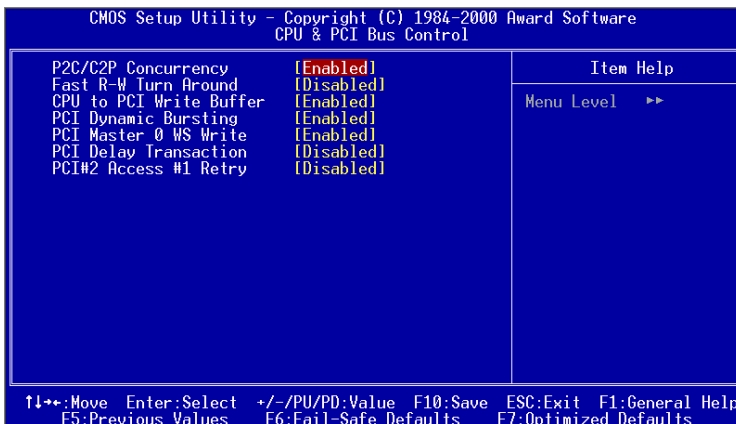 CMOS Setup Utility - Copyright (C) 1984-2000 Award Software
CPU & PCI Bus Control
P2C/C2P Concurrency [Enabled]
Fast R-W Turn Around [Disabled]
CPU to PCI Write Buffer [Enabled]
PCI Dynamic Bursting [Enabled]
PCI Master 0 WS Write [Enabled]
PCI Delay Transaction [Disabled]
PCI#2 Access #1 Retry [Disabled]
Item Help
Menu Level ▸▸
↑↓→←:Move Enter:Select +/-/PU/PD:Value F10:Save ESC:Exit F1:General Help
F5:Previous Values F6:Fail-Safe Defaults F7:Optimized Defaults